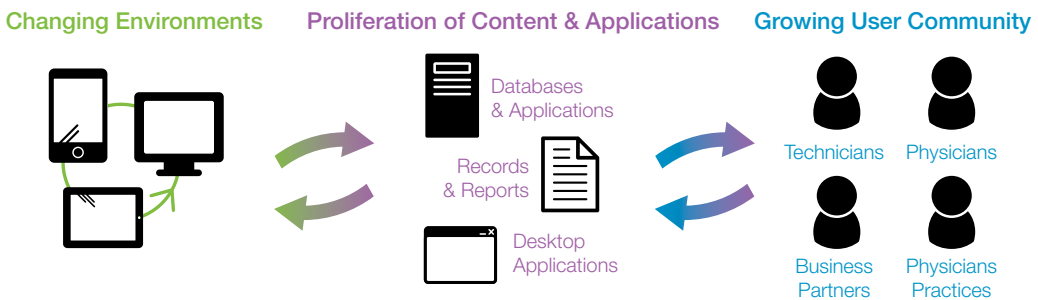 Changing Environments
Proliferation of Content & Applications
Growing User Community
Databases
& Applications
Records
& Reports
Desktop
Applications
Technicians
Physicians
Business
Partners
Physicians
Practices